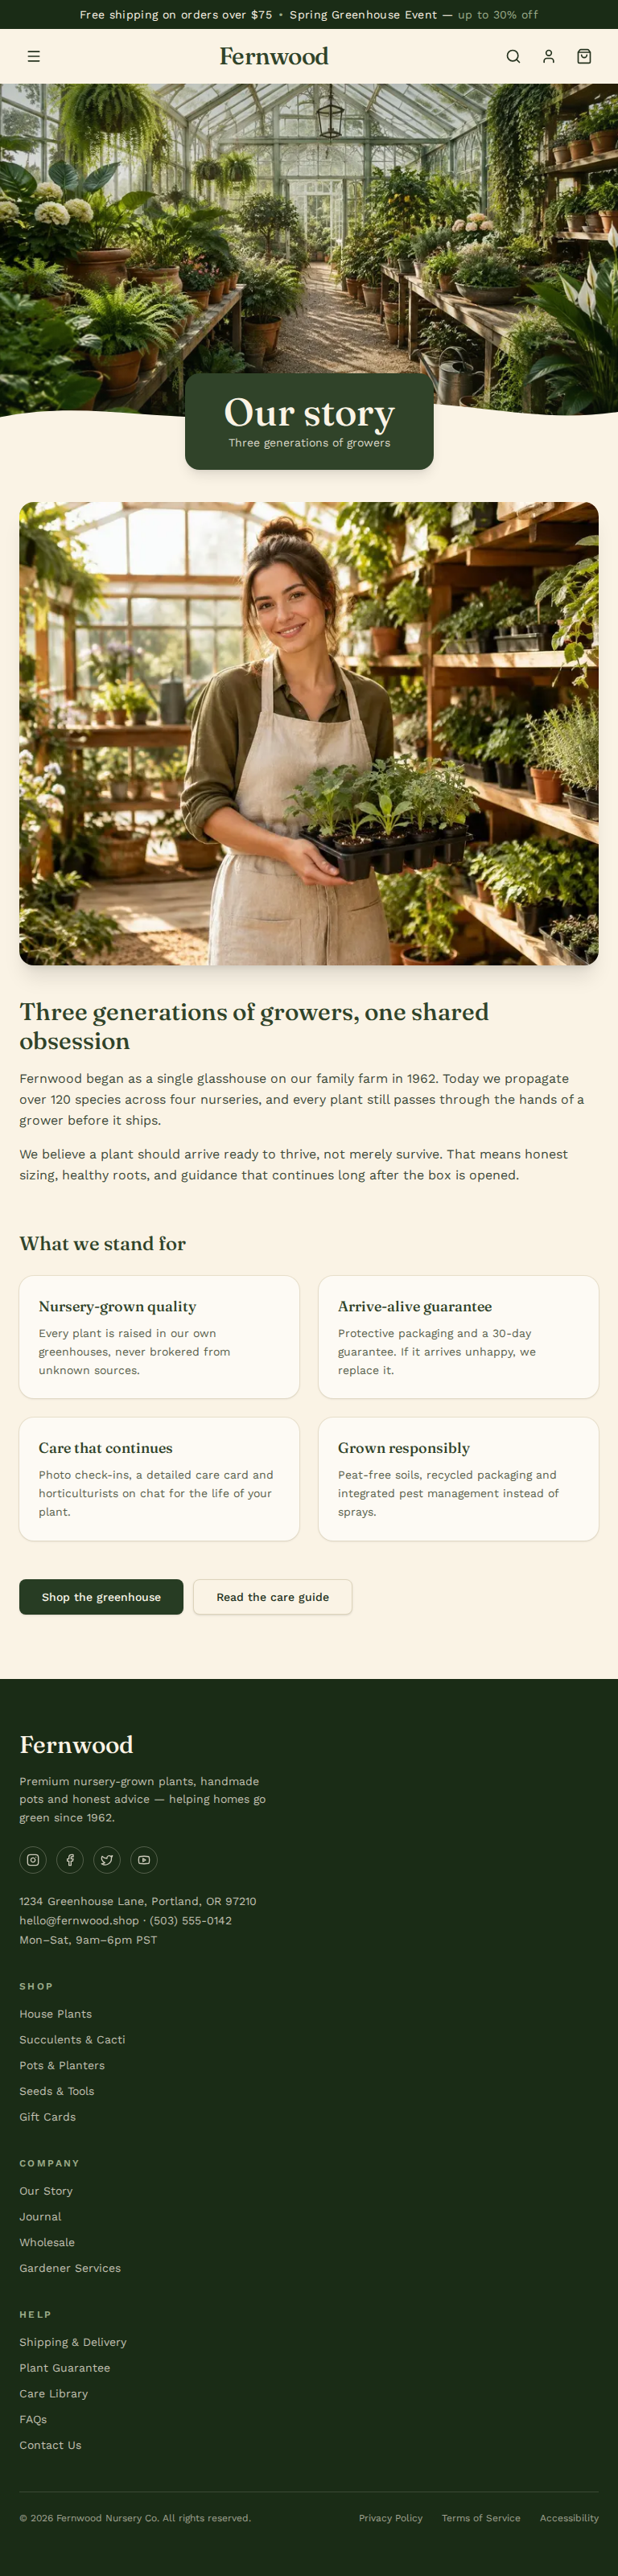 Free shipping on orders over $75 • Spring Greenhouse Event — up to 30% off
Fernwood
Our story
Three generations of growers
Three generations of growers, one shared
obsession
Fernwood began as a single glasshouse on our family farm in 1962. Today we propagate
over 120 species across four nurseries, and every plant still passes through the hands of a
grower before it ships.
We believe a plant should arrive ready to thrive, not merely survive. That means honest
sizing, healthy roots, and guidance that continues long after the box is opened.
What we stand for
Nursery-grown quality
Every plant is raised in our own
greenhouses, never brokered from
unknown sources.
Arrive-alive guarantee
Protective packaging and a 30-day
guarantee. If it arrives unhappy, we
replace it.
Care that continues
Photo check-ins, a detailed care card and
horticulturists on chat for the life of your
plant.
Grown responsibly
Peat-free soils, recycled packaging and
integrated pest management instead of
sprays.
Shop the greenhouse
Read the care guide
Fernwood
Premium nursery-grown plants, handmade
pots and honest advice — helping homes go
green since 1962.
1234 Greenhouse Lane, Portland, OR 97210
hello@fernwood.shop · (503) 555-0142
Mon–Sat, 9am–6pm PST
SHOP
House Plants
Succulents & Cacti
Pots & Planters
Seeds & Tools
Gift Cards
COMPANY
Our Story
Journal
Wholesale
Gardener Services
HELP
Shipping & Delivery
Plant Guarantee
Care Library
FAQs
Contact Us
© 2026 Fernwood Nursery Co. All rights reserved.
Privacy Policy
Terms of Service
Accessibility